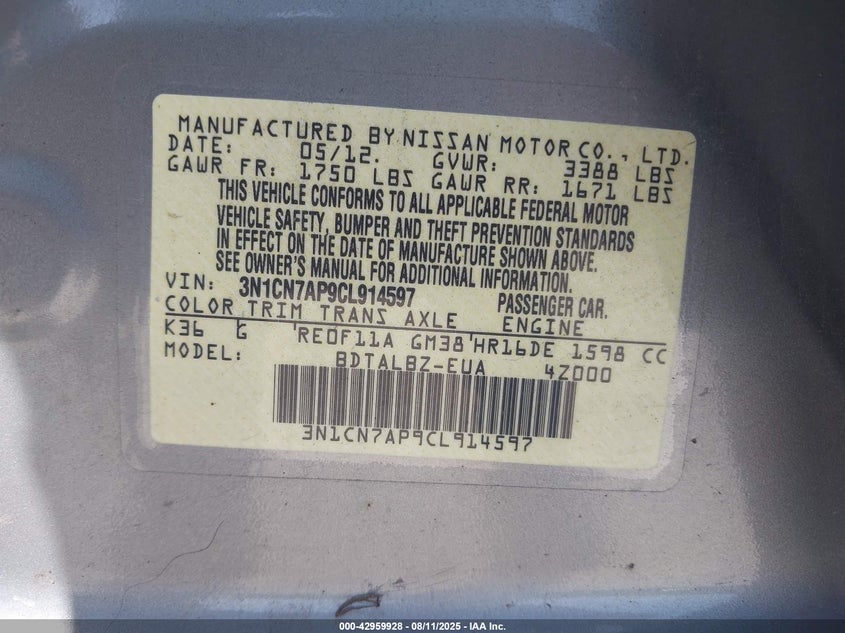 MANUFACTURED BY NISSAN MOTOR CO., LTD.
DATE: 05/12. GVWR: 3388 LBS
GAWR FR: 1750 LBS GAWR RR: 1671 LBS
THIS VEHICLE CONFORMS TO ALL APPLICABLE FEDERAL MOTOR
VEHICLE SAFETY, BUMPER AND THEFT PREVENTION STANDARDS
IN EFFECT ON THE DATE OF MANUFACTURE SHOWN ABOVE.
SEE OWNER'S MANUAL FOR ADDITIONAL INFORMATION.
VIN: 3N1CN7AP9CL914597 PASSENGER CAR.
COLOR TRIM TRANS AXLE ENGINE
K36 G RE0F11A GM38 HR16DE 1598 CC
MODEL: BDTALBZ-EUA 4Z000
3N1CN7AP9CL914597
000-42959928 - 08/11/2025 - IAA Inc.